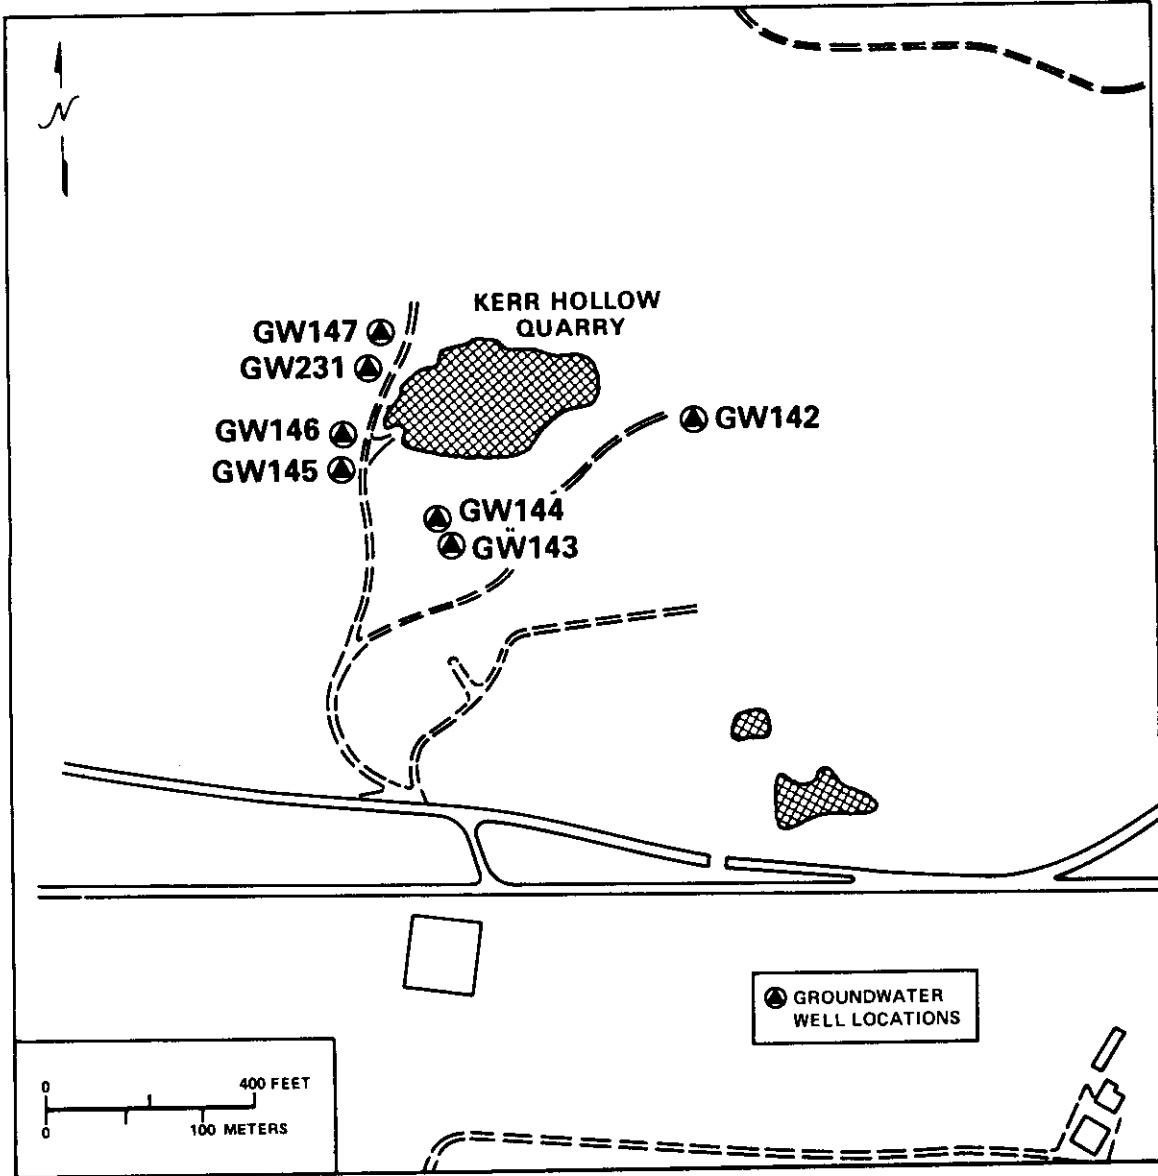 N
KERR HOLLOW
QUARRY
GW147
GW231
GW146
GW145
GW142
GW144
GW143
GROUNDWATER
WELL LOCATIONS
0 400 FEET
0 100 METERS